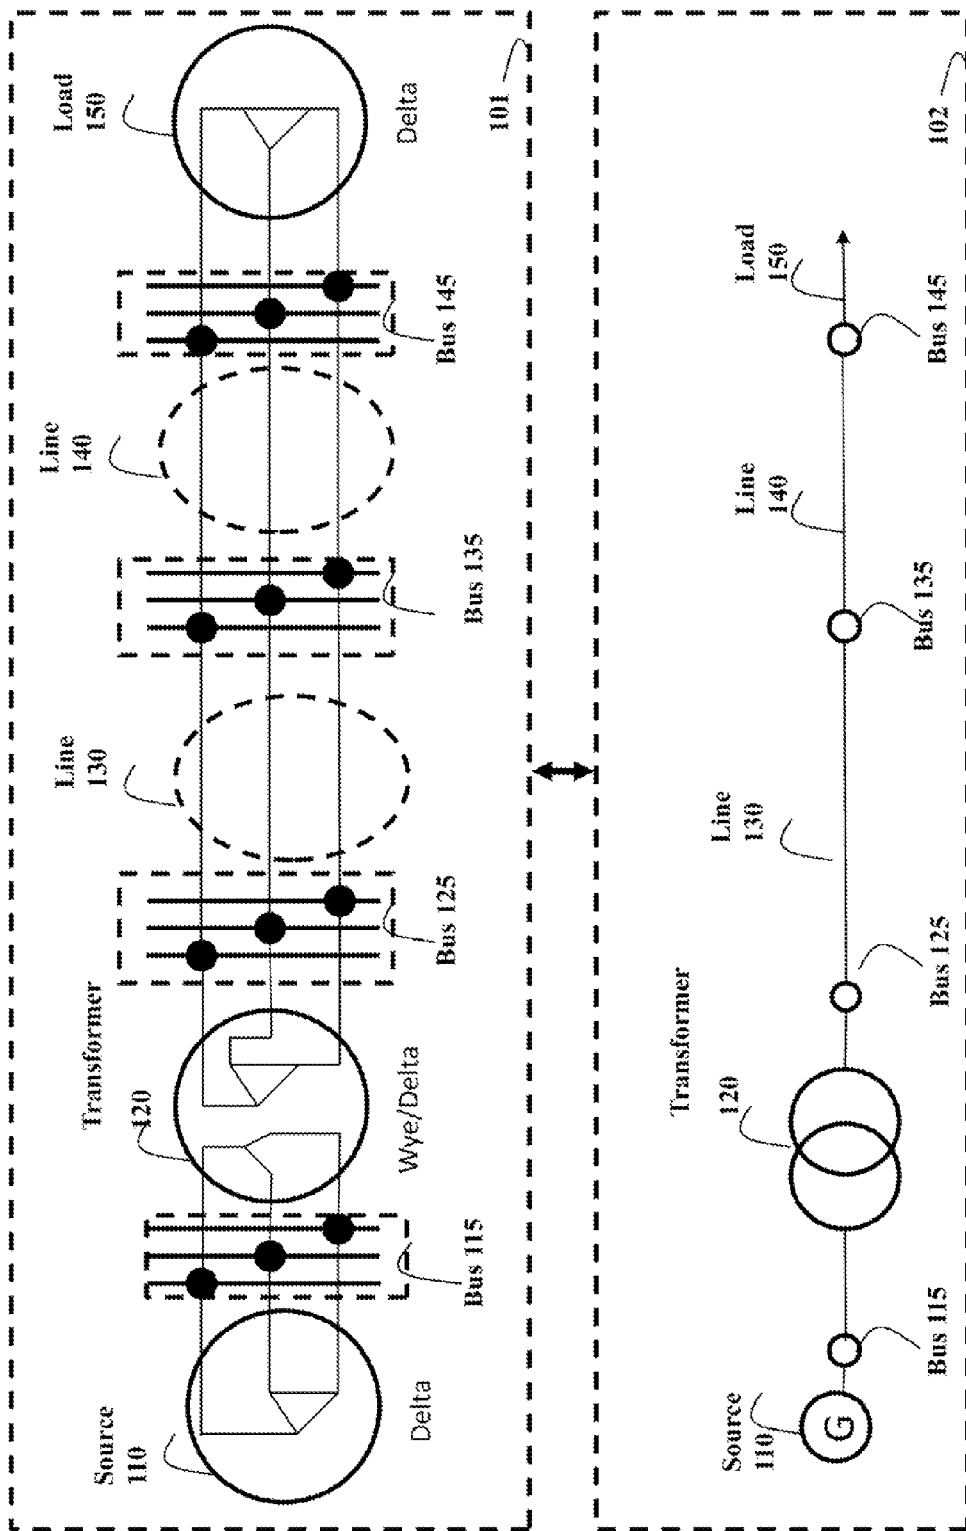 Source
110
Delta
Bus 115
Transformer
120
Wye/Delta
Bus 125
Line
130
Bus 135
Line
140
Bus 145
Load
150
Delta
101
Source
110
G
Bus 115
Transformer
120
Bus 125
Line
130
Bus 135
Line
140
Bus 145
Load
150
102